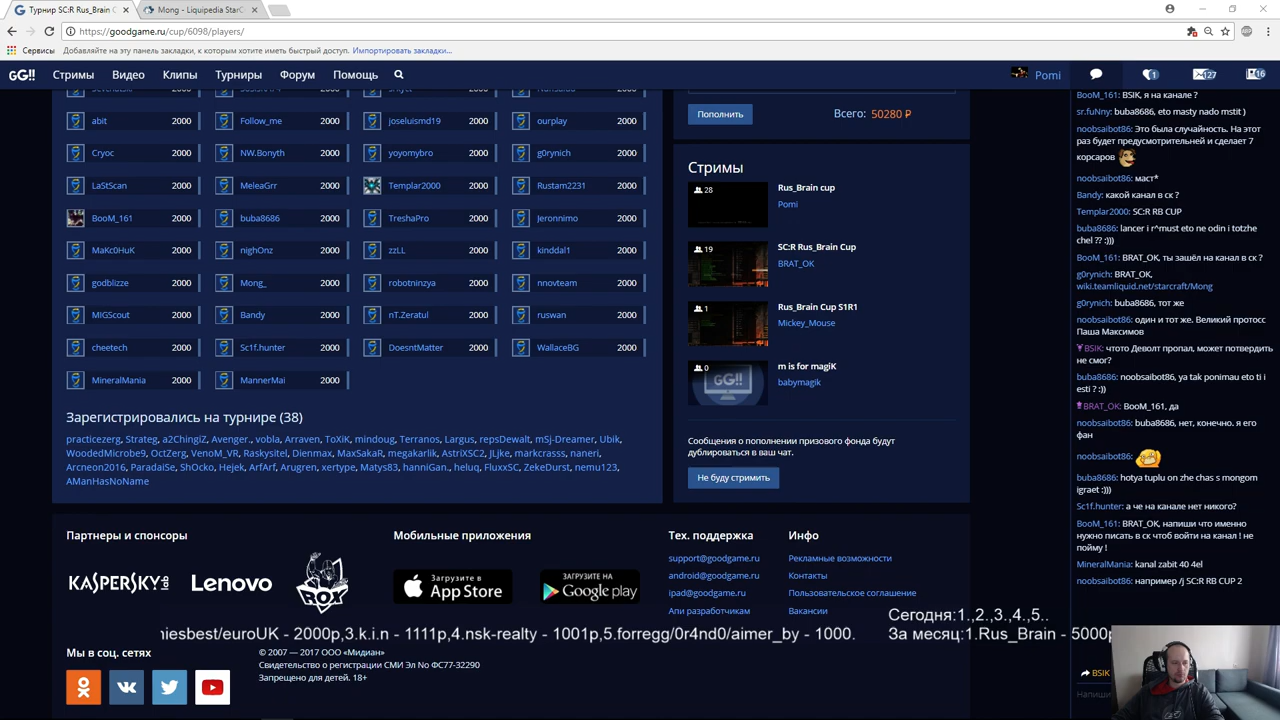 Турнир SC:R Rus_Brain C
Mong - Liquipedia StarC
https://goodgame.ru/cup/6098/players/
Сервисы
Добавляйте на эту панель закладки, к которым хотите иметь быстрый доступ.
Импортировать закладки...
GG!!
Стримы
Видео
Клипы
Турниры
Форум
Помощь
Pomi
1
127
16
abit 2000
Follow_me 2000
joseluismd19 2000
ourplay 2000
Cryoc 2000
NW.Bonyth 2000
yoyomybro 2000
g0rynich 2000
LaStScan 2000
MeleaGrr 2000
Templar2000 2000
Rustam2231 2000
BooM_161 2000
buba8686 2000
TreshaPro 2000
Jeronnimo 2000
MaKc0HuK 2000
nighOnz 2000
zzLL 2000
kinddal1 2000
godblizze 2000
Mong_ 2000
robotninzya 2000
nnovteam 2000
MIGScout 2000
Bandy 2000
nT.Zeratul 2000
ruswan 2000
cheetech 2000
Sc1f.hunter 2000
DoesntMatter 2000
WallaceBG 2000
MineralMania 2000
MannerMai 2000
Зарегистрировались на турнире (38)
practicezerg, Strateg, a2ChingiZ, Avenger., vobla, Arraven, ToXiK, mindoug, Terranos, Largus, repsDewalt, mSj-Dreamer, Ubik,
WoodedMicrobe9, OctZerg, VenoM_VR, Raskysitel, Dienmax, MaxSakaR, megakarlik, AstriXSC2, JLjke, markcrasss, naneri,
Arcneon2016, ParadaiSe, ShOcko, Hejek, ArfArf, Arugren, xertype, Matys83, hanniGan., heluq, FluxxSC, ZekeDurst, nemu123,
AManHasNoName
Пополнить
Всего: 50280 ₽
Стримы
28
Rus_Brain cup
Pomi
19
SC:R Rus_Brain Cup
BRAT_OK
1
Rus_Brain Cup S1R1
Mickey_Mouse
0
GG!!
m is for magiK
babymagik
Сообщения о пополнении призового фонда будут
дублироваться в ваш чат.
Не буду стримить
BooM_161: BSIK, я на канале ?
sr.fuNny: buba8686, eto masty nado mstit )
noobsaibot86: Это была случайность. На этот
раз будет предусмотрительней и сделает 7
корсаров
noobsaibot86: маст*
Bandy: какой канал в ск ?
Templar2000: SC:R RB CUP
buba8686: lancer i r^must eto ne odin i totzhe
chel ?? :)))
BooM_161: BRAT_OK, ты зашёл на канал в ск ?
g0rynich: BRAT_OK,
wiki.teamliquid.net/starcraft/Mong
g0rynich: buba8686, тот же
noobsaibot86: один и тот же. Великий протосс
Паша Максимов
BSIK: чтото Деволт пропал, может потвердить
не смог?
buba8686: noobsaibot86, ya tak ponimau eto ti i
esti ? :))
BRAT_OK: BooM_161, да
noobsaibot86: buba8686, нет, конечно. я его
фан
noobsaibot86:
buba8686: hotya tuplu on zhe chas s mongom
igraet :)))
Sc1f.hunter: а че на канале нет никого?
BooM_161: BRAT_OK, напиши что именно
нужно писать в ск чтоб войти на канал ! не
пойму !
MineralMania: kanal zabit 40 4el
noobsaibot86: например /j SC:R RB CUP 2
BSIK
Партнеры и спонсоры
KASPERSKY lab
Lenovo
Мобильные приложения
Загрузите в
App Store
ЗАГРУЗИТЕ НА
Google play
Тех. поддержка
support@goodgame.ru
android@goodgame.ru
ipad@goodgame.ru
Апи разработчикам
Инфо
Рекламные возможности
Контакты
Пользовательское соглашение
Вакансии
Сегодня:1.,2.,3.,4.,5..
niesbest/euroUK - 2000p,3.k.i.n - 1111p,4.nsk-realty - 1001p,5.forregg/0r4nd0/aimer_by - 1000.
За месяц:1.Rus_Brain - 5000p
Мы в соц. сетях
© 2007 — 2017 ООО «Мидиан»
Свидетельство о регистрации СМИ Эл No ФС77-32290
Запрещено для детей. 18+